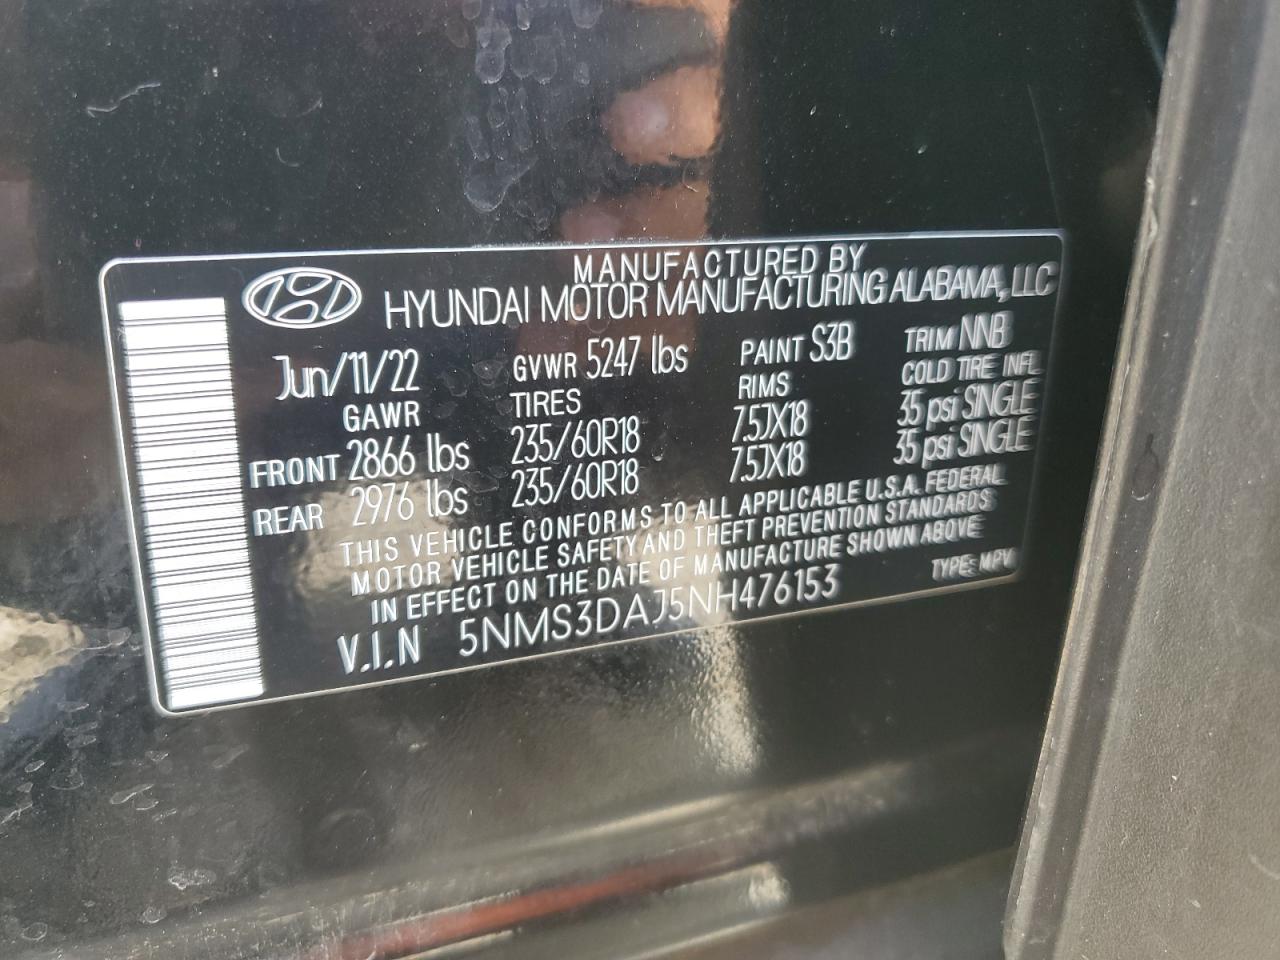 MANUFACTURED BY
HYUNDAI MOTOR MANUFACTURING ALABAMA, LLC
Jun/11/22 GVWR 5247 lbs PAINT S3B TRIM NNB
GAWR TIRES RIMS COLD TIRE INFL
FRONT 2866 lbs 235/60R18 7.5JX18 35 psi SINGLE
REAR 2976 lbs 235/60R18 7.5JX18 35 psi SINGLE
THIS VEHICLE CONFORMS TO ALL APPLICABLE U.S.A. FEDERAL
MOTOR VEHICLE SAFETY AND THEFT PREVENTION STANDARDS
IN EFFECT ON THE DATE OF MANUFACTURE SHOWN ABOVE
V.I.N 5NMS3DAJ5NH476153 TYPE: MPV